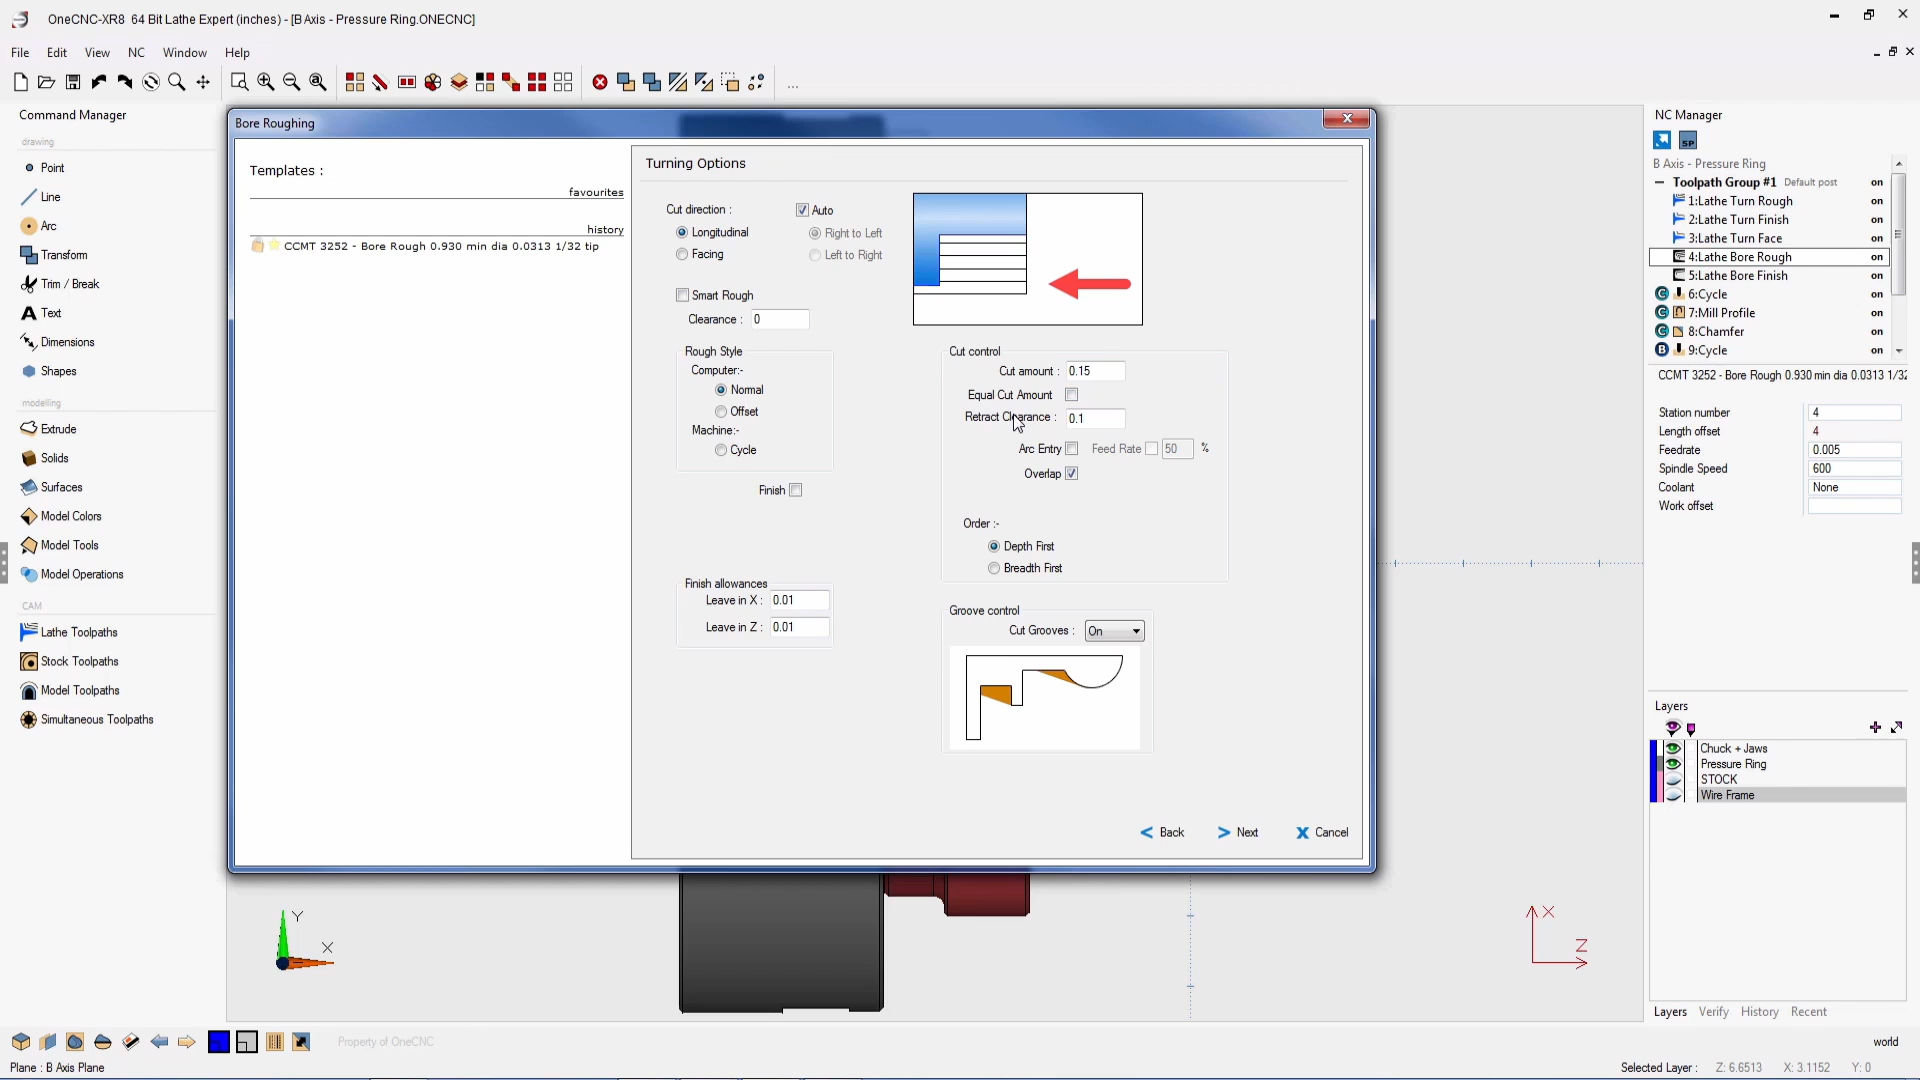 OneCNC-XR8 64 Bit Lathe Expert (inches) - [B Axis - Pressure Ring.ONECNC]
File Edit View NC Window Help
...
Command Manager
drawing
Point
Line
Arc
Transform
Trim / Break
A Text
Dimensions
Shapes
modelling
Extrude
Solids
Surfaces
Model Colors
Model Tools
Model Operations
CAM
Lathe Toolpaths
Stock Toolpaths
Model Toolpaths
Simultaneous Toolpaths
Bore Roughing
Templates :
favourites
history
CCMT 3252 - Bore Rough 0.930 min dia 0.0313 1/32 tip
Turning Options
Cut direction :
Auto
Longitudinal
Right to Left
Facing
Left to Right
Smart Rough
Clearance : 0
Rough Style
Computer:-
Normal
Offset
Machine:-
Cycle
Finish
Finish allowances
Leave in X : 0.01
Leave in Z : 0.01
Cut control
Cut amount : 0.15
Equal Cut Amount
Retract Clearance : 0.1
Arc Entry Feed Rate 50 %
Overlap
Order :-
Depth First
Breadth First
Groove control
Cut Grooves : On
< Back > Next X Cancel
NC Manager
SP
B Axis - Pressure Ring
Toolpath Group #1 Default post on
1:Lathe Turn Rough on
2:Lathe Turn Finish on
3:Lathe Turn Face on
4:Lathe Bore Rough on
5:Lathe Bore Finish on
C 6:Cycle on
C 7:Mill Profile on
C 8:Chamfer on
B 9:Cycle on
CCMT 3252 - Bore Rough 0.930 min dia 0.0313 1/32
Station number 4
Length offset 4
Feedrate 0.005
Spindle Speed 600
Coolant None
Work offset
Layers
Chuck + Jaws
Pressure Ring
STOCK
Wire Frame
Layers Verify History Recent
Y
X
X
Z
Property of OneCNC
world
Plane : B Axis Plane
Selected Layer : Z: 6.6513 X: 3.1152 Y: 0